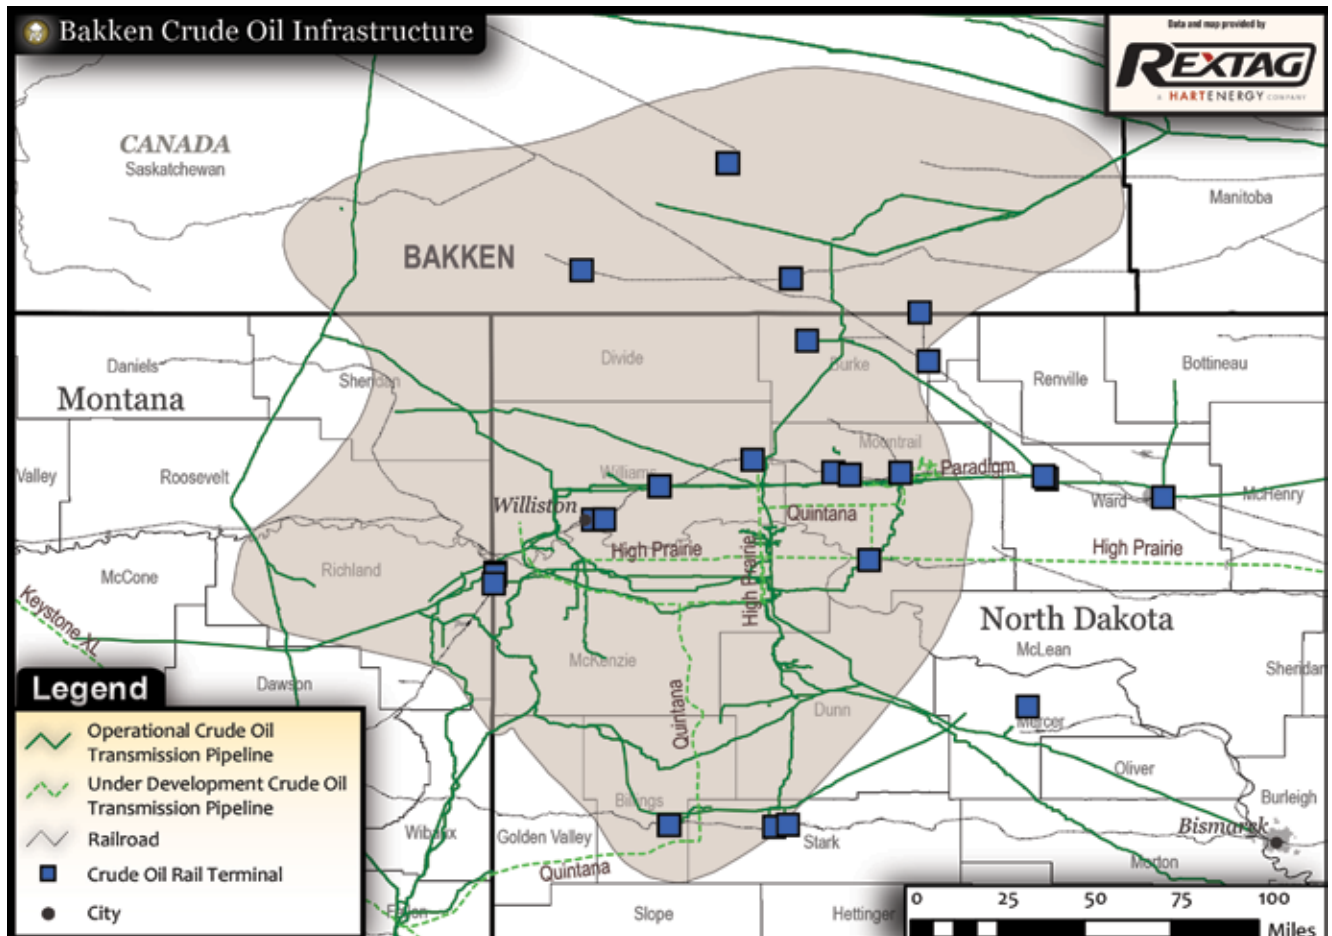 Bakken Crude Oil Infrastructure
Data and map provided by
REXTAG
A HARTENERGY COMPANY
CANADA
Saskatchewan
Manitoba
BAKKEN
Daniels
Sheridan
Divide
Burke
Renville
Bottineau
Montana
Valley
Roosevelt
Williams
Mountrail
Paradigm
Ward
McHenry
Williston
Quintana
High Prairie
High Prairie
High Prairie
McCone
Richland
Keystone XL
North Dakota
McLean
Sheridan
McKenzie
Dawson
Quintana
Dunn
Mercer
Oliver
Burleigh
Billings
Wibaux
Golden Valley
Stark
Bismarck
Morton
Quintana
Fallon
Slope
Hettinger
Legend
Operational Crude Oil
Transmission Pipeline
Under Development Crude Oil
Transmission Pipeline
Railroad
Crude Oil Rail Terminal
City
0 25 50 75 100
Miles